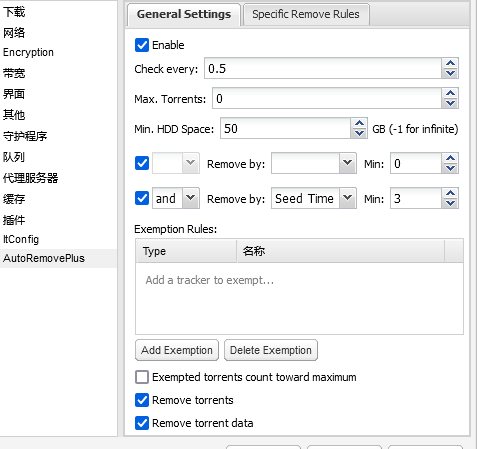 下载
网络
Encryption
带宽
界面
其他
守护程序
队列
代理服务器
缓存
插件
ltConfig
AutoRemovePlus
General Settings
Specific Remove Rules
Enable
Check every: 0.5
Max. Torrents: 0
Min. HDD Space: 50 GB (-1 for infinite)
Remove by: Min: 0
and Remove by: Seed Time Min: 3
Exemption Rules:
Type 名称
Add a tracker to exempt...
Add Exemption Delete Exemption
Exempted torrents count toward maximum
Remove torrents
Remove torrent data